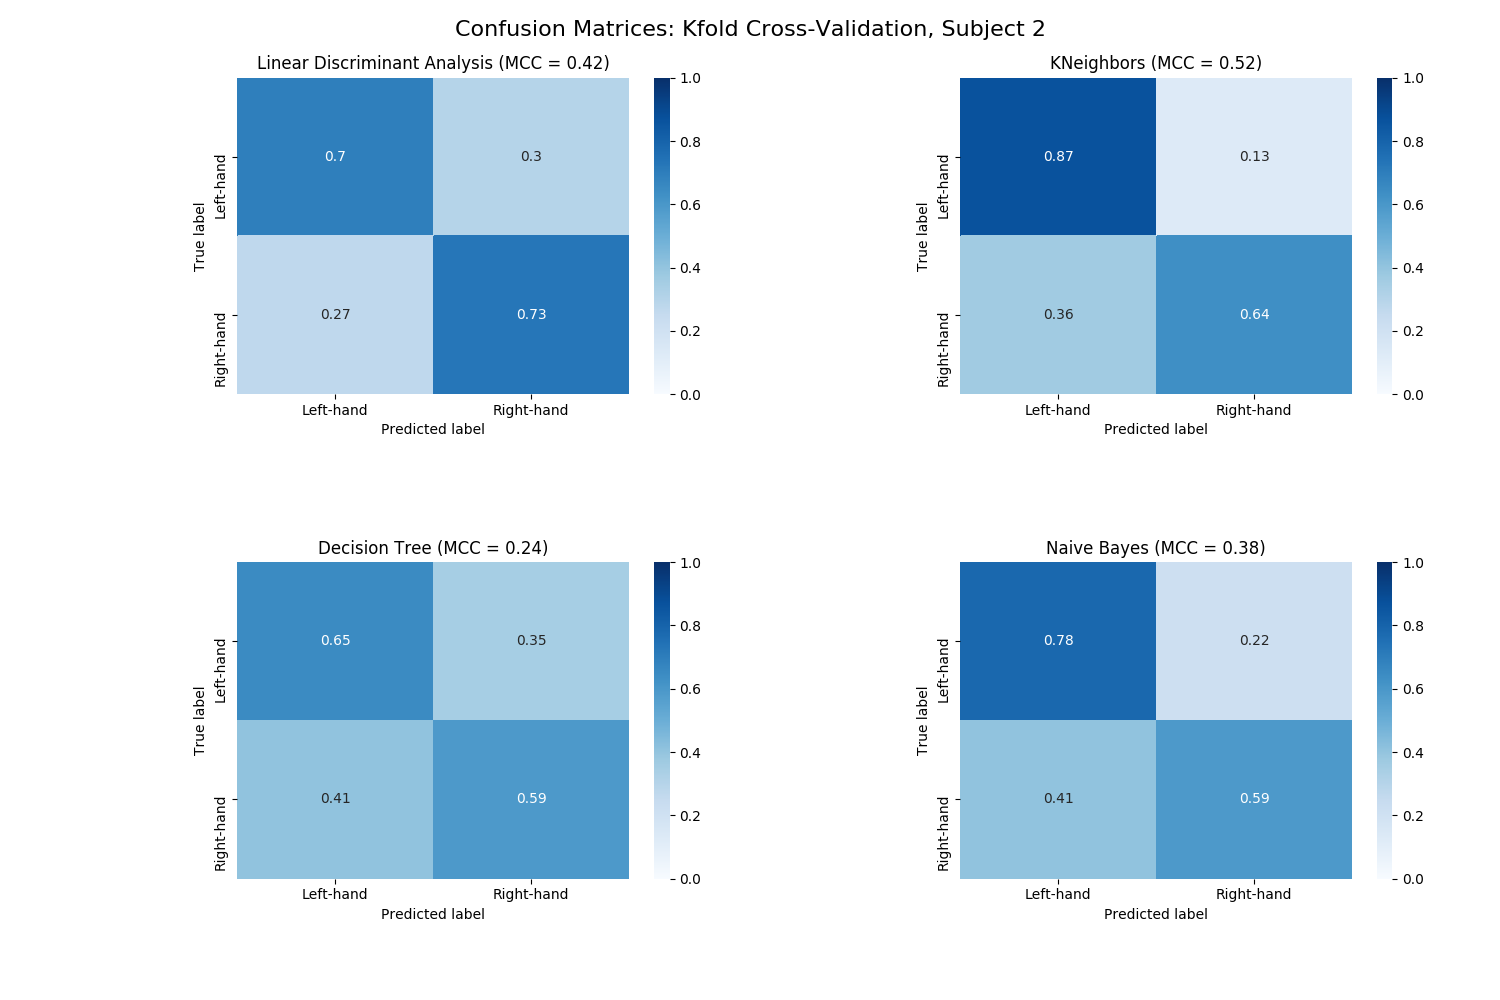 Confusion Matrices: Kfold Cross-Validation, Subject 2
Linear Discriminant Analysis (MCC = 0.42)
True label
Left-hand
Right-hand
0.7
0.3
0.27
0.73
Left-hand
Right-hand
Predicted label
1.0
0.8
0.6
0.4
0.2
0.0
KNeighbors (MCC = 0.52)
True label
Left-hand
Right-hand
0.87
0.13
0.36
0.64
Left-hand
Right-hand
Predicted label
1.0
0.8
0.6
0.4
0.2
0.0
Decision Tree (MCC = 0.24)
True label
Left-hand
Right-hand
0.65
0.35
0.41
0.59
Left-hand
Right-hand
Predicted label
1.0
0.8
0.6
0.4
0.2
0.0
Naive Bayes (MCC = 0.38)
True label
Left-hand
Right-hand
0.78
0.22
0.41
0.59
Left-hand
Right-hand
Predicted label
1.0
0.8
0.6
0.4
0.2
0.0